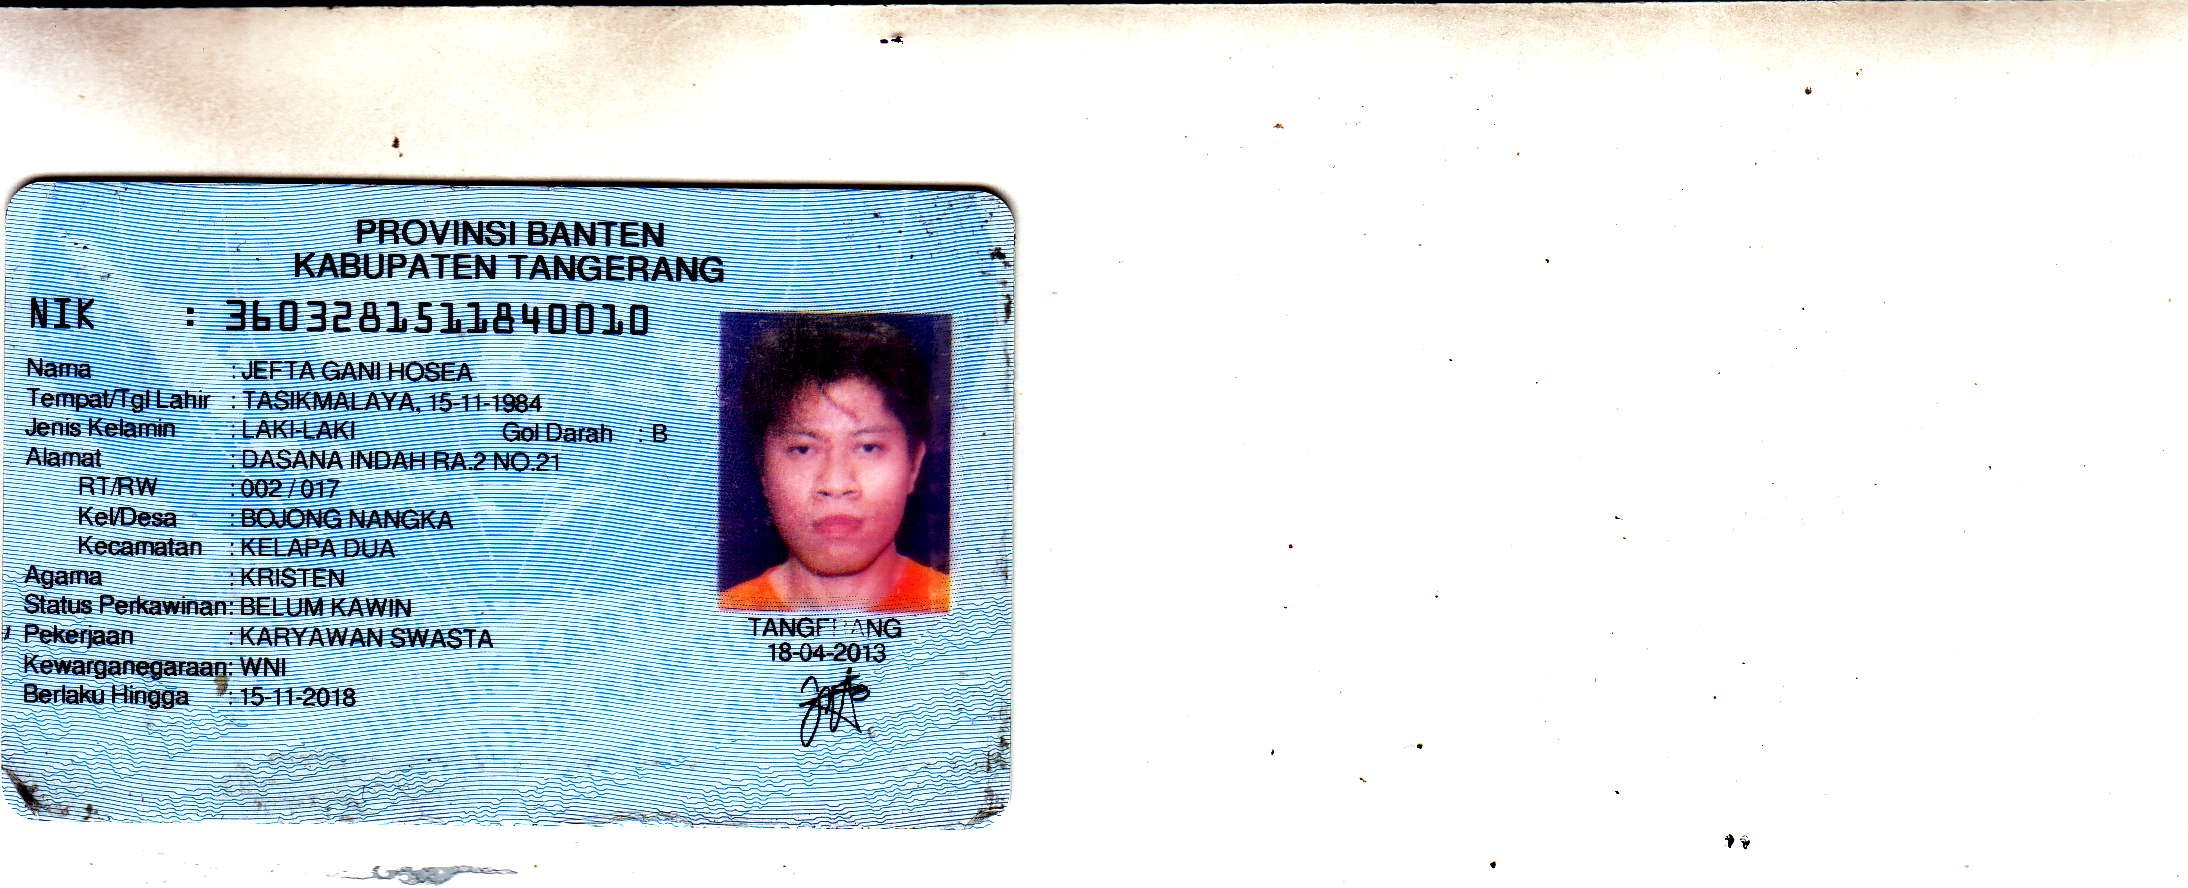 PROVINSI BANTEN
KABUPATEN TANGERANG
NIK : 3603281511840010
Nama : JEFTA GANI HOSEA
Tempat/Tgl Lahir : TASIKMALAYA, 15-11-1984
Jenis Kelamin : LAKI-LAKI Gol Darah : B
Alamat : DASANA INDAH RA.2 NO.21
RT/RW : 002 / 017
Kel/Desa : BOJONG NANGKA
Kecamatan : KELAPA DUA
Agama : KRISTEN
Status Perkawinan: BELUM KAWIN
Pekerjaan : KARYAWAN SWASTA
Kewarganegaraan: WNI
Berlaku Hingga : 15-11-2018
TANGERANG
18-04-2013